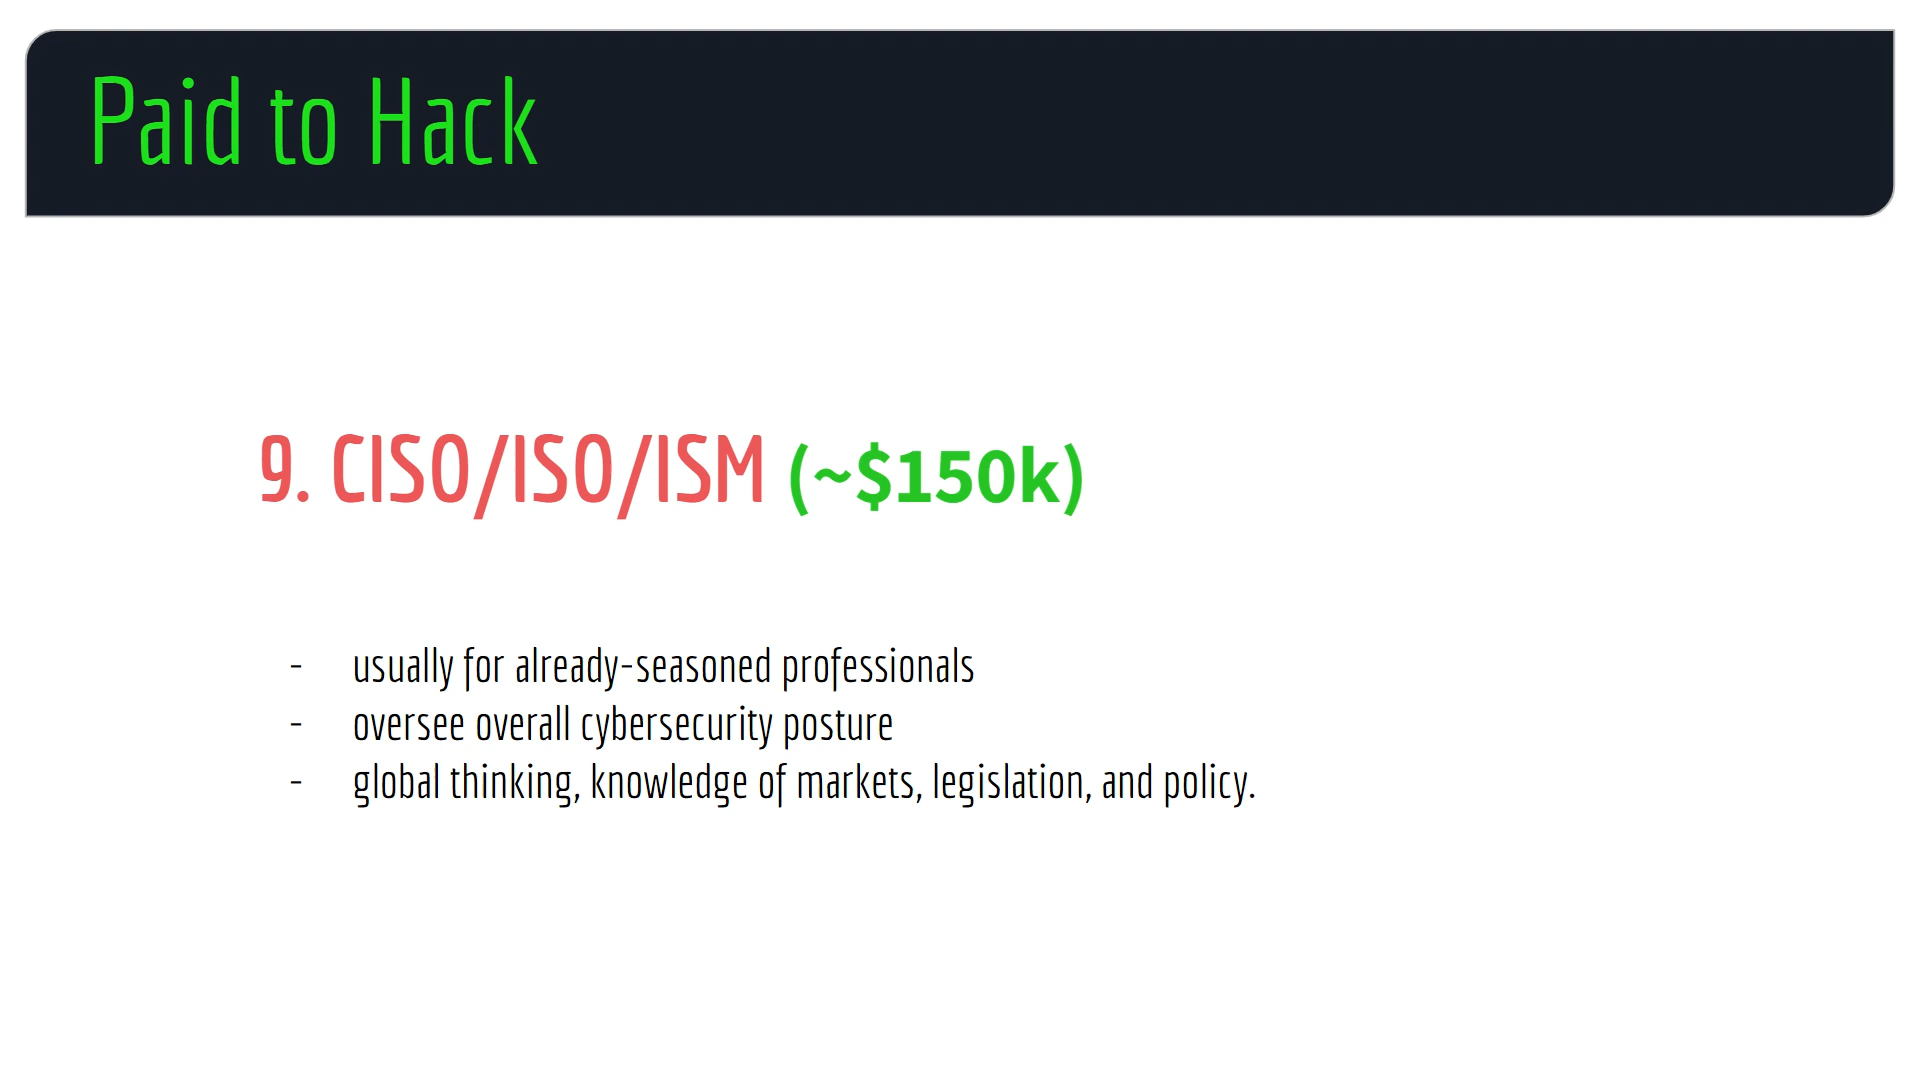 Paid to Hack
9. CISO/ISO/ISM (~$150k)
- usually for already-seasoned professionals
- oversee overall cybersecurity posture
- global thinking, knowledge of markets, legislation, and policy.